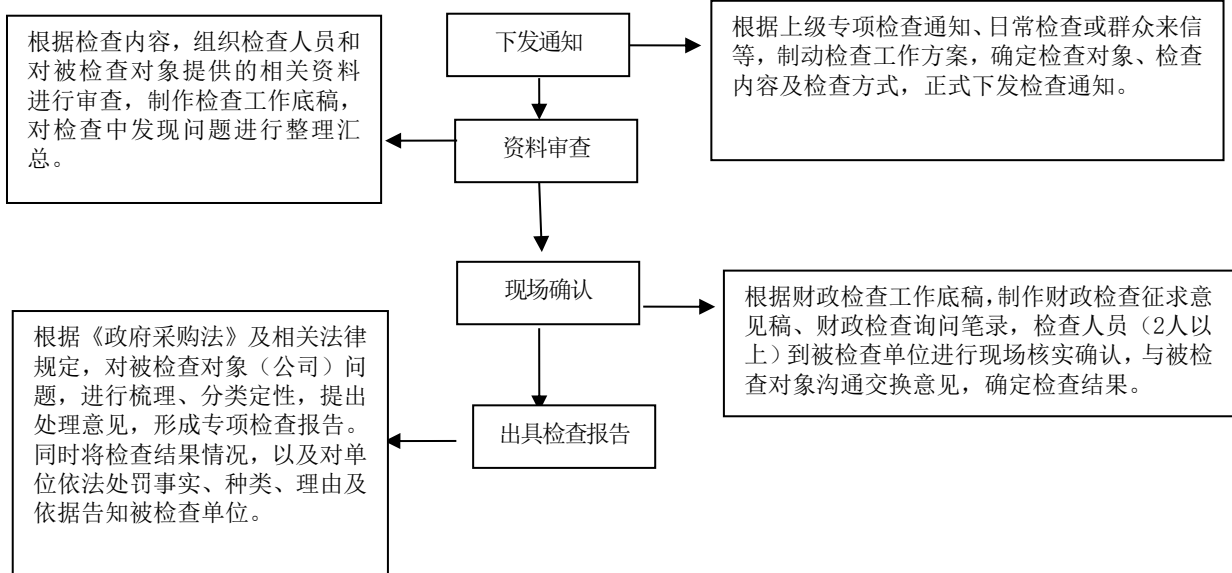 下发通知
根据上级专项检查通知、日常检查或群众来信
等，制动检查工作方案，确定检查对象、检查
内容及检查方式，正式下发检查通知。
根据检查内容，组织检查人员和
对被检查对象提供的相关资料
进行审查，制作检查工作底稿，
对检查中发现问题进行整理汇
总。
资料审查
现场确认
根据财政检查工作底稿，制作财政检查征求意
见稿、财政检查询问笔录，检查人员（2人以
上）到被检查单位进行现场核实确认，与被检
查对象沟通交换意见，确定检查结果。
根据《政府采购法》及相关法律
规定，对被检查对象（公司）问
题，进行梳理、分类定性，提出
处理意见，形成专项检查报告。
同时将检查结果情况，以及对单
位依法处罚事实、种类、理由及
依据告知被检查单位。
出具检查报告